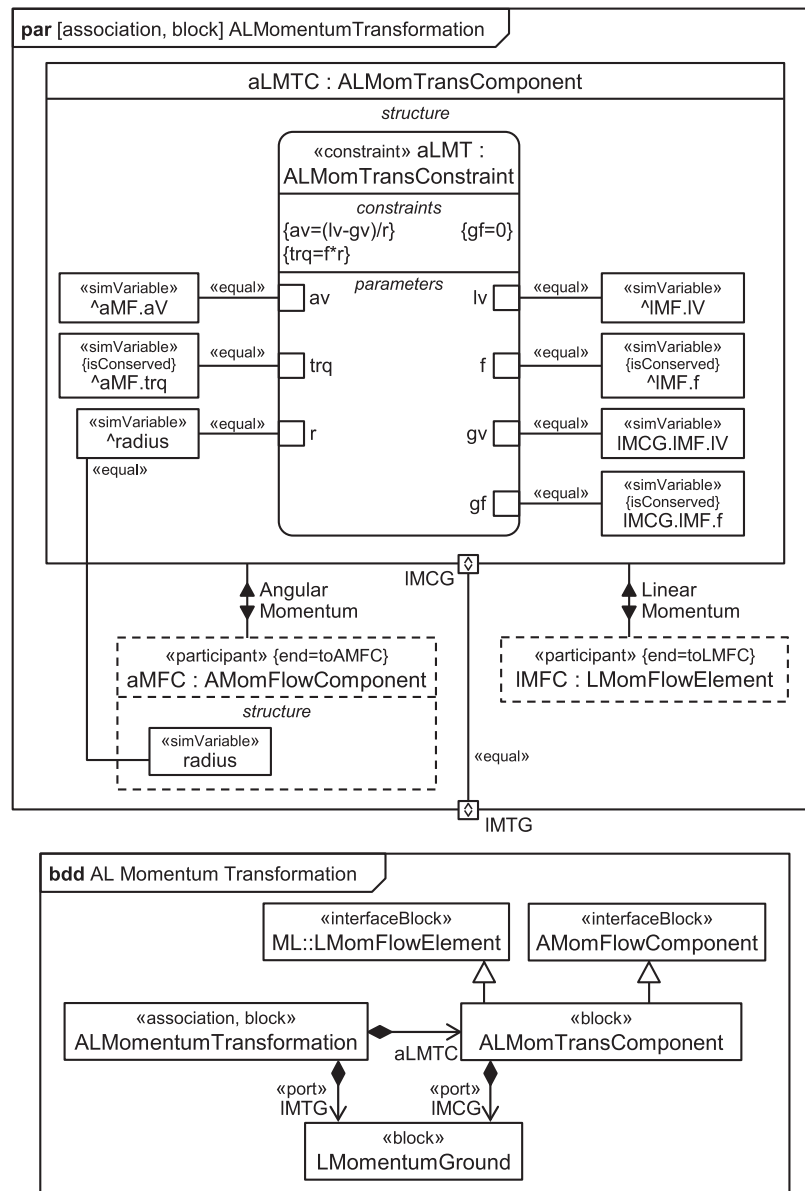 par [association, block] ALMomentumTransformation
aLMTC : ALMomTransComponent
structure
«constraint» aLMT :
ALMomTransConstraint
constraints
{av=(lv-gv)/r} {gf=0}
{trq=f*r}
parameters
«simVariable»
^aMF.aV
«equal»
av
lv
«equal»
«simVariable»
^lMF.lV
«simVariable»
{isConserved}
^aMF.trq
«equal»
trq
f
«equal»
«simVariable»
{isConserved}
^lMF.f
«simVariable»
^radius
«equal»
r
gv
«equal»
«simVariable»
lMCG.lMF.lV
«equal»
gf
«equal»
«simVariable»
{isConserved}
lMCG.lMF.f
Angular
Momentum
lMCG
Linear
Momentum
«participant» {end=toAMFC}
aMFC : AMomFlowComponent
structure
«simVariable»
radius
«participant» {end=toLMFC}
lMFC : LMomFlowElement
«equal»
lMTG
bdd AL Momentum Transformation
«interfaceBlock»
ML::LMomFlowElement
«interfaceBlock»
AMomFlowComponent
«association, block»
ALMomentumTransformation
aLMTC
«block»
ALMomTransComponent
«port»
lMTG
«port»
lMCG
«block»
LMomentumGround